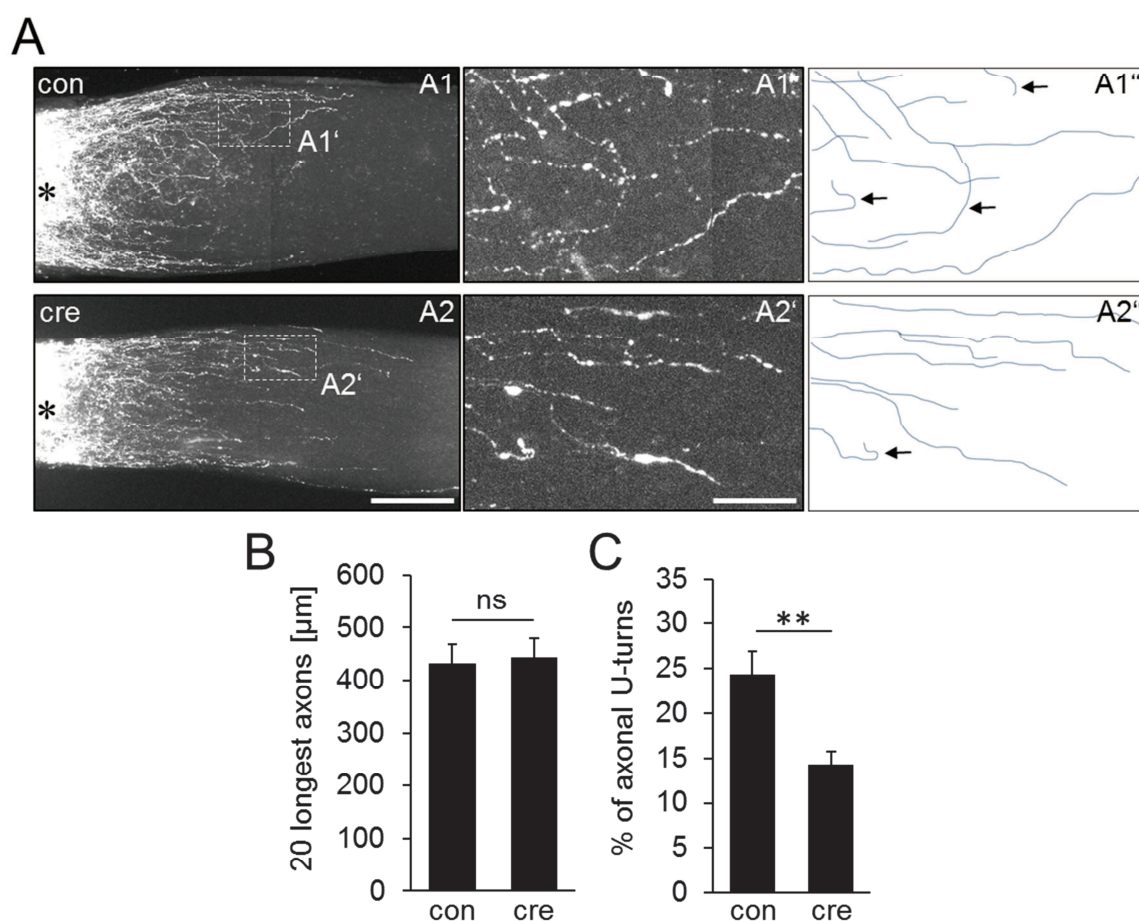 A
con
A1
A1‘
*
A1‘
A1“
cre
A2
A2‘
*
A2‘
A2“
B
20 longest axons [µm]
600
500
400
300
200
100
0
ns
con
cre
C
% of axonal U-turns
35
30
25
20
15
10
5
0
**
con
cre